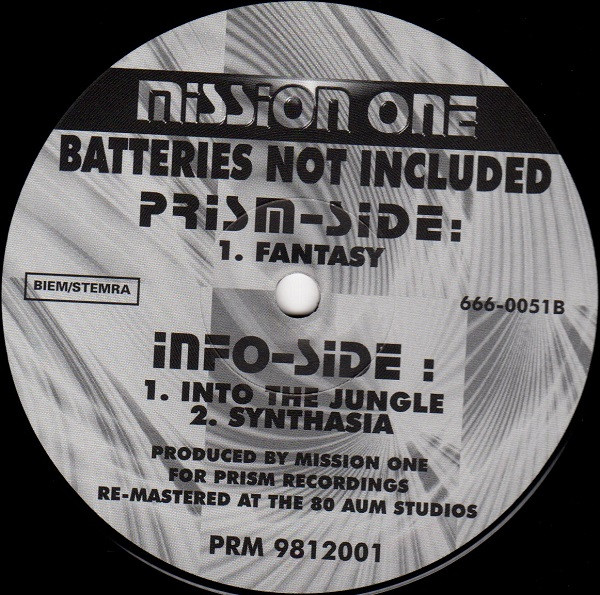 MISSION ONE
BATTERIES NOT INCLUDED
PRISM-SIDE:
1. FANTASY
BIEM/STEMRA
666-0051B
INFO-SIDE :
1. INTO THE JUNGLE
2. SYNTHASIA
PRODUCED BY MISSION ONE
FOR PRISM RECORDINGS
RE-MASTERED AT THE 80 AUM STUDIOS
PRM 9812001